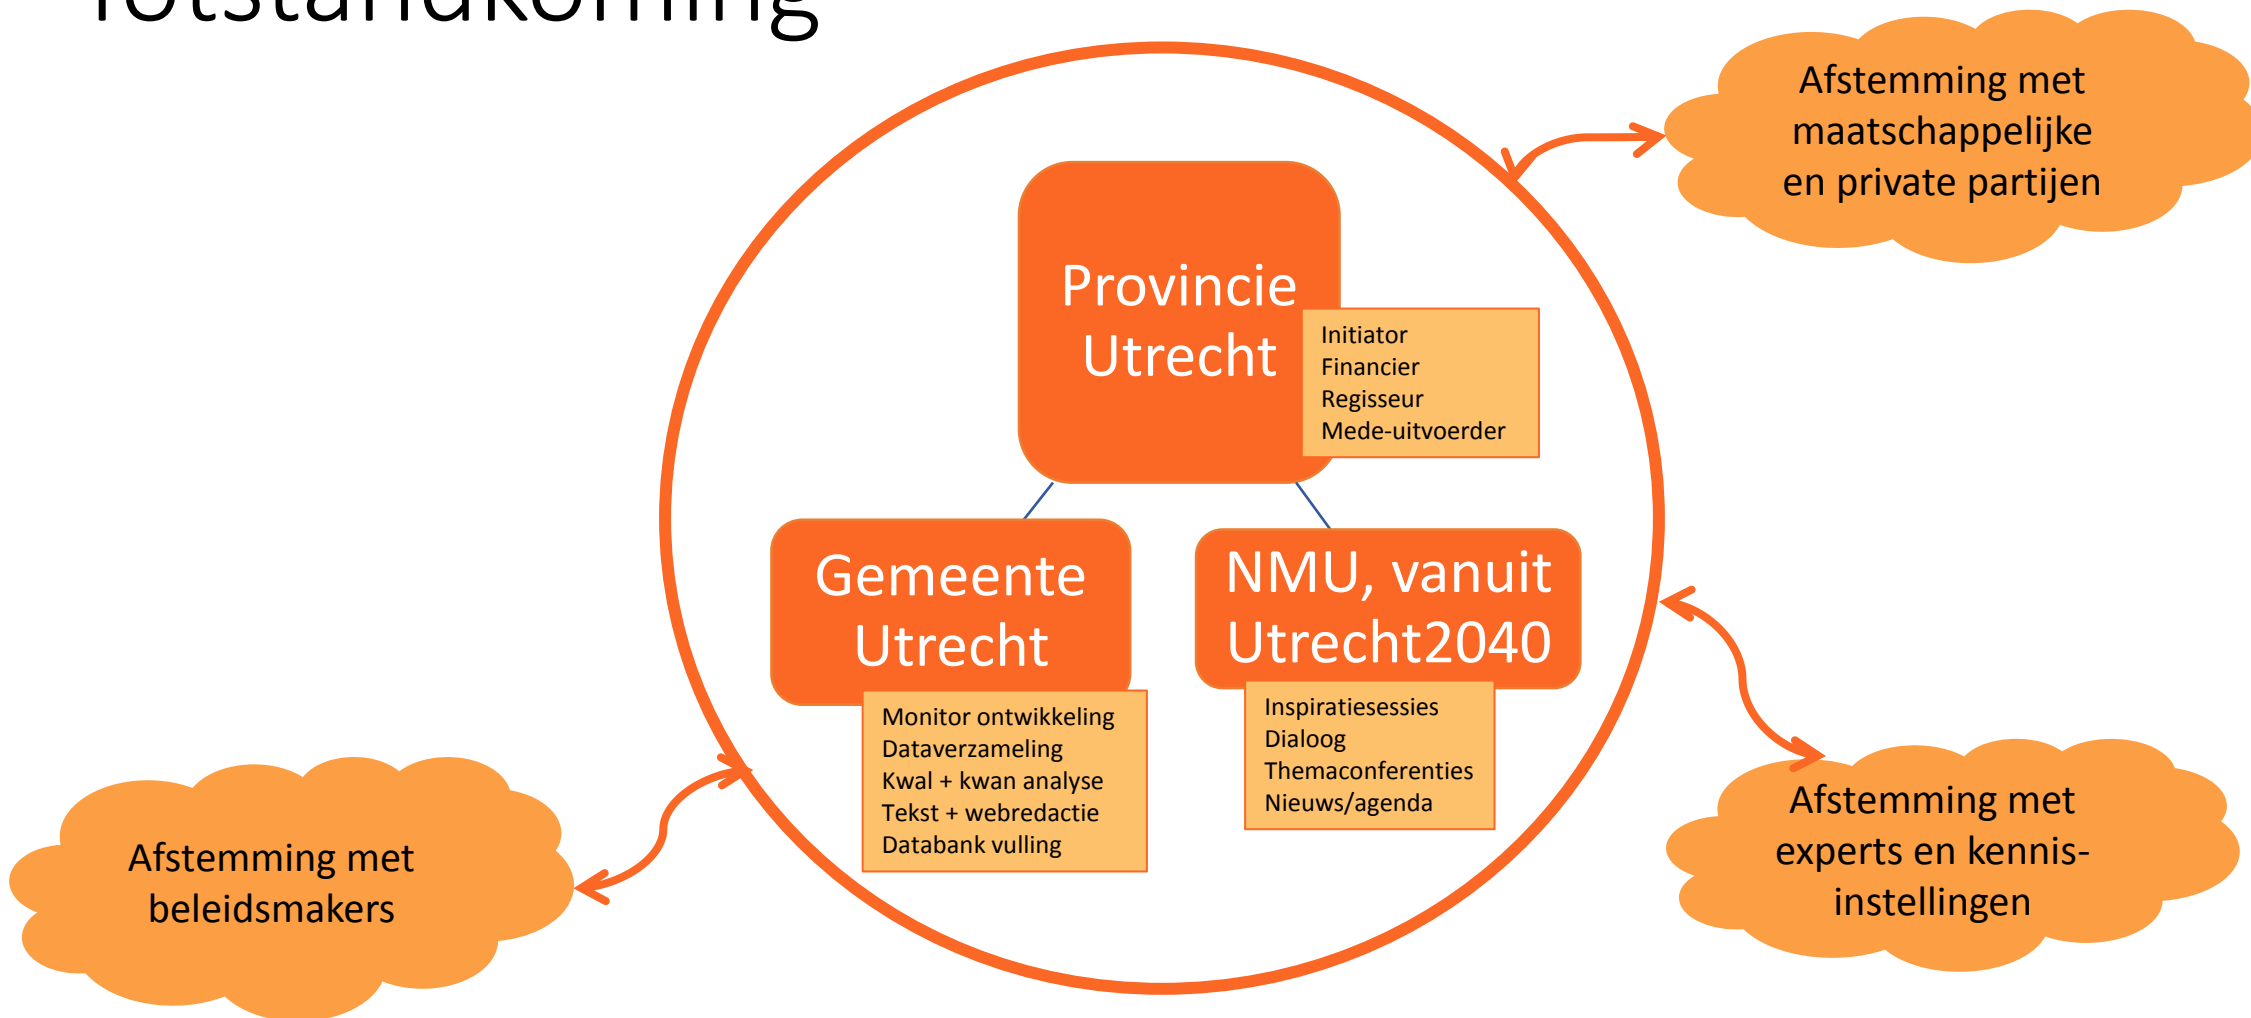 Totstandkoming
Afstemming met
maatschappelijke
en private partijen
Provincie
Utrecht
Initiator
Financier
Regisseur
Mede-uitvoerder
Gemeente
Utrecht
Monitor ontwikkeling
Dataverzameling
Kwal + kwan analyse
Tekst + webredactie
Databank vulling
NMU, vanuit
Utrecht2040
Inspiratiesessies
Dialoog
Themaconferenties
Nieuws/agenda
Afstemming met
beleidsmakers
Afstemming met
experts en kennis-
instellingen